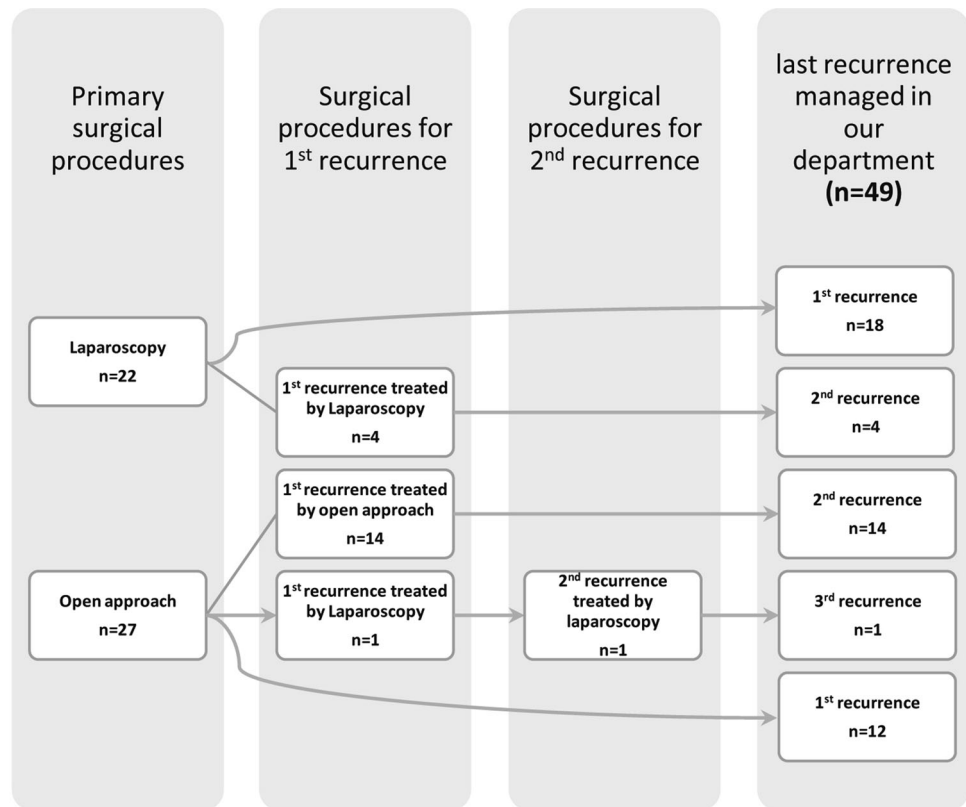 Primary
surgical
procedures
Surgical
procedures for
1st recurrence
Surgical
procedures for
2nd recurrence
last recurrence
managed in
our
department
(n=49)
Laparoscopy
n=22
Open approach
n=27
1st recurrence treated
by Laparoscopy
n=4
1st recurrence treated
by open approach
n=14
1st recurrence treated
by Laparoscopy
n=1
2nd recurrence
treated by
laparoscopy
n=1
1st recurrence
n=18
2nd recurrence
n=4
2nd recurrence
n=14
3rd recurrence
n=1
1st recurrence
n=12